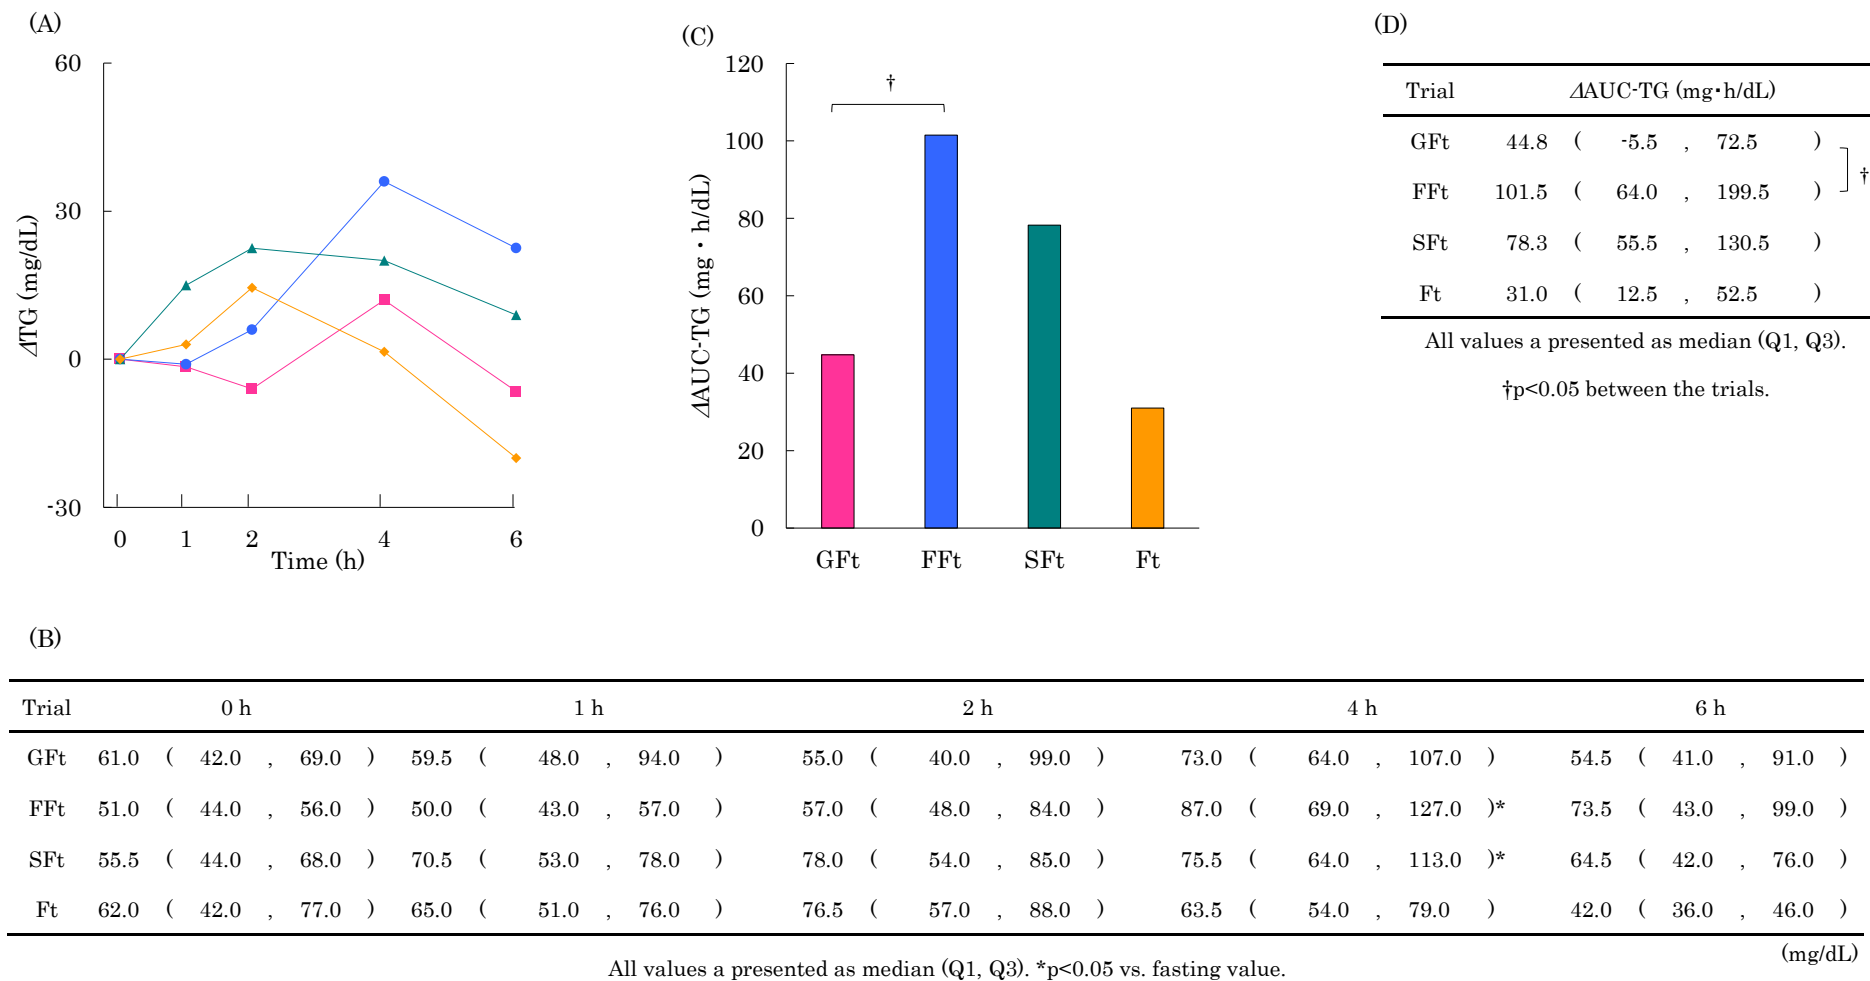 (A)
60
30
0
-30
ΔTG (mg/dL)
0 1 2 4 6
Time (h)
(C)
120
100
80
60
40
20
0
ΔAUC-TG (mg・h/dL)
†
GFt FFt SFt Ft
(D)
Trial ΔAUC-TG (mg・h/dL)
GFt 44.8 ( -5.5 , 72.5 )
FFt 101.5 ( 64.0 , 199.5 )
†
SFt 78.3 ( 55.5 , 130.5 )
Ft 31.0 ( 12.5 , 52.5 )
All values a presented as median (Q1, Q3).
†p<0.05 between the trials.
(B)
Trial 0 h 1 h 2 h 4 h 6 h
GFt 61.0 ( 42.0 , 69.0 ) 59.5 ( 48.0 , 94.0 ) 55.0 ( 40.0 , 99.0 ) 73.0 ( 64.0 , 107.0 ) 54.5 ( 41.0 , 91.0 )
FFt 51.0 ( 44.0 , 56.0 ) 50.0 ( 43.0 , 57.0 ) 57.0 ( 48.0 , 84.0 ) 87.0 ( 69.0 , 127.0 )* 73.5 ( 43.0 , 99.0 )
SFt 55.5 ( 44.0 , 68.0 ) 70.5 ( 53.0 , 78.0 ) 78.0 ( 54.0 , 85.0 ) 75.5 ( 64.0 , 113.0 )* 64.5 ( 42.0 , 76.0 )
Ft 62.0 ( 42.0 , 77.0 ) 65.0 ( 51.0 , 76.0 ) 76.5 ( 57.0 , 88.0 ) 63.5 ( 54.0 , 79.0 ) 42.0 ( 36.0 , 46.0 )
(mg/dL)
All values a presented as median (Q1, Q3). *p<0.05 vs. fasting value.